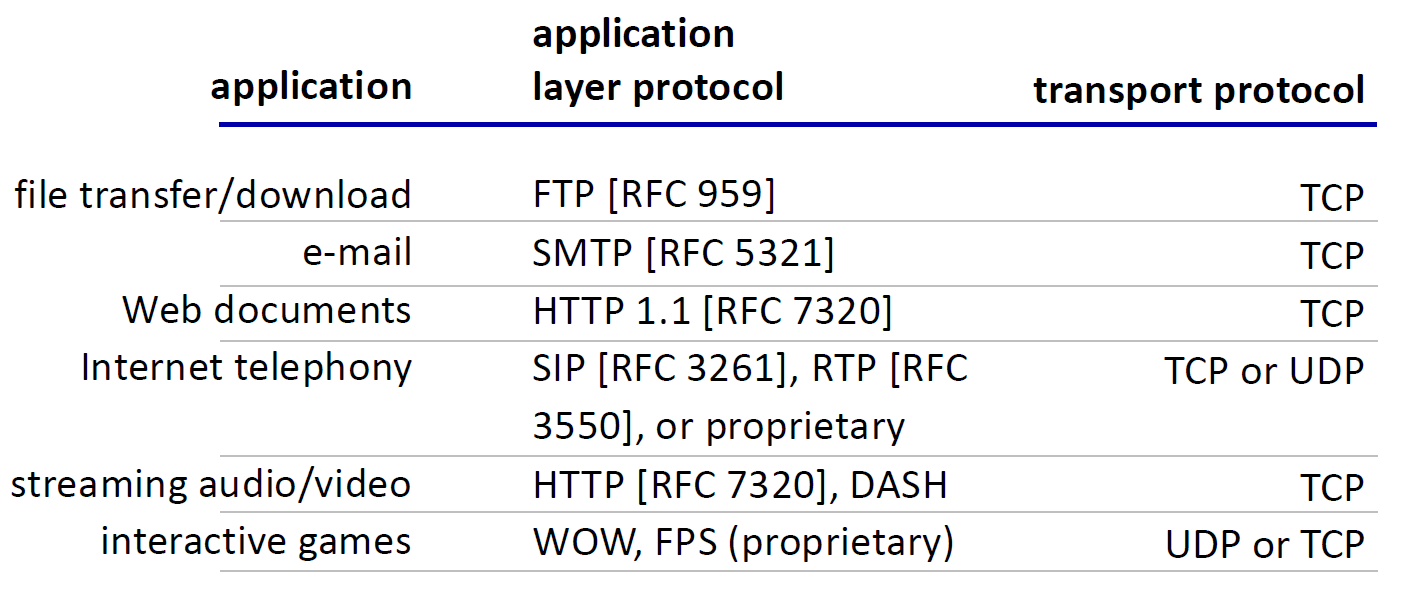 application
application layer protocol
transport protocol
file transfer/download FTP [RFC 959] TCP
e-mail SMTP [RFC 5321] TCP
Web documents HTTP 1.1 [RFC 7320] TCP
Internet telephony SIP [RFC 3261], RTP [RFC TCP or UDP
3550], or proprietary
streaming audio/video HTTP [RFC 7320], DASH TCP
interactive games WOW, FPS (proprietary) UDP or TCP